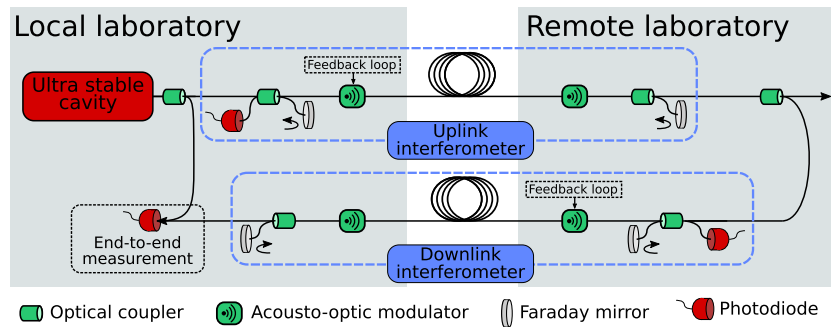 Local laboratory
Remote laboratory
Feedback loop
Ultra stable
cavity
Uplink
interferometer
Feedback loop
End-to-end
measurement
Downlink
interferometer
Optical coupler
Acousto-optic modulator
Faraday mirror
Photodiode